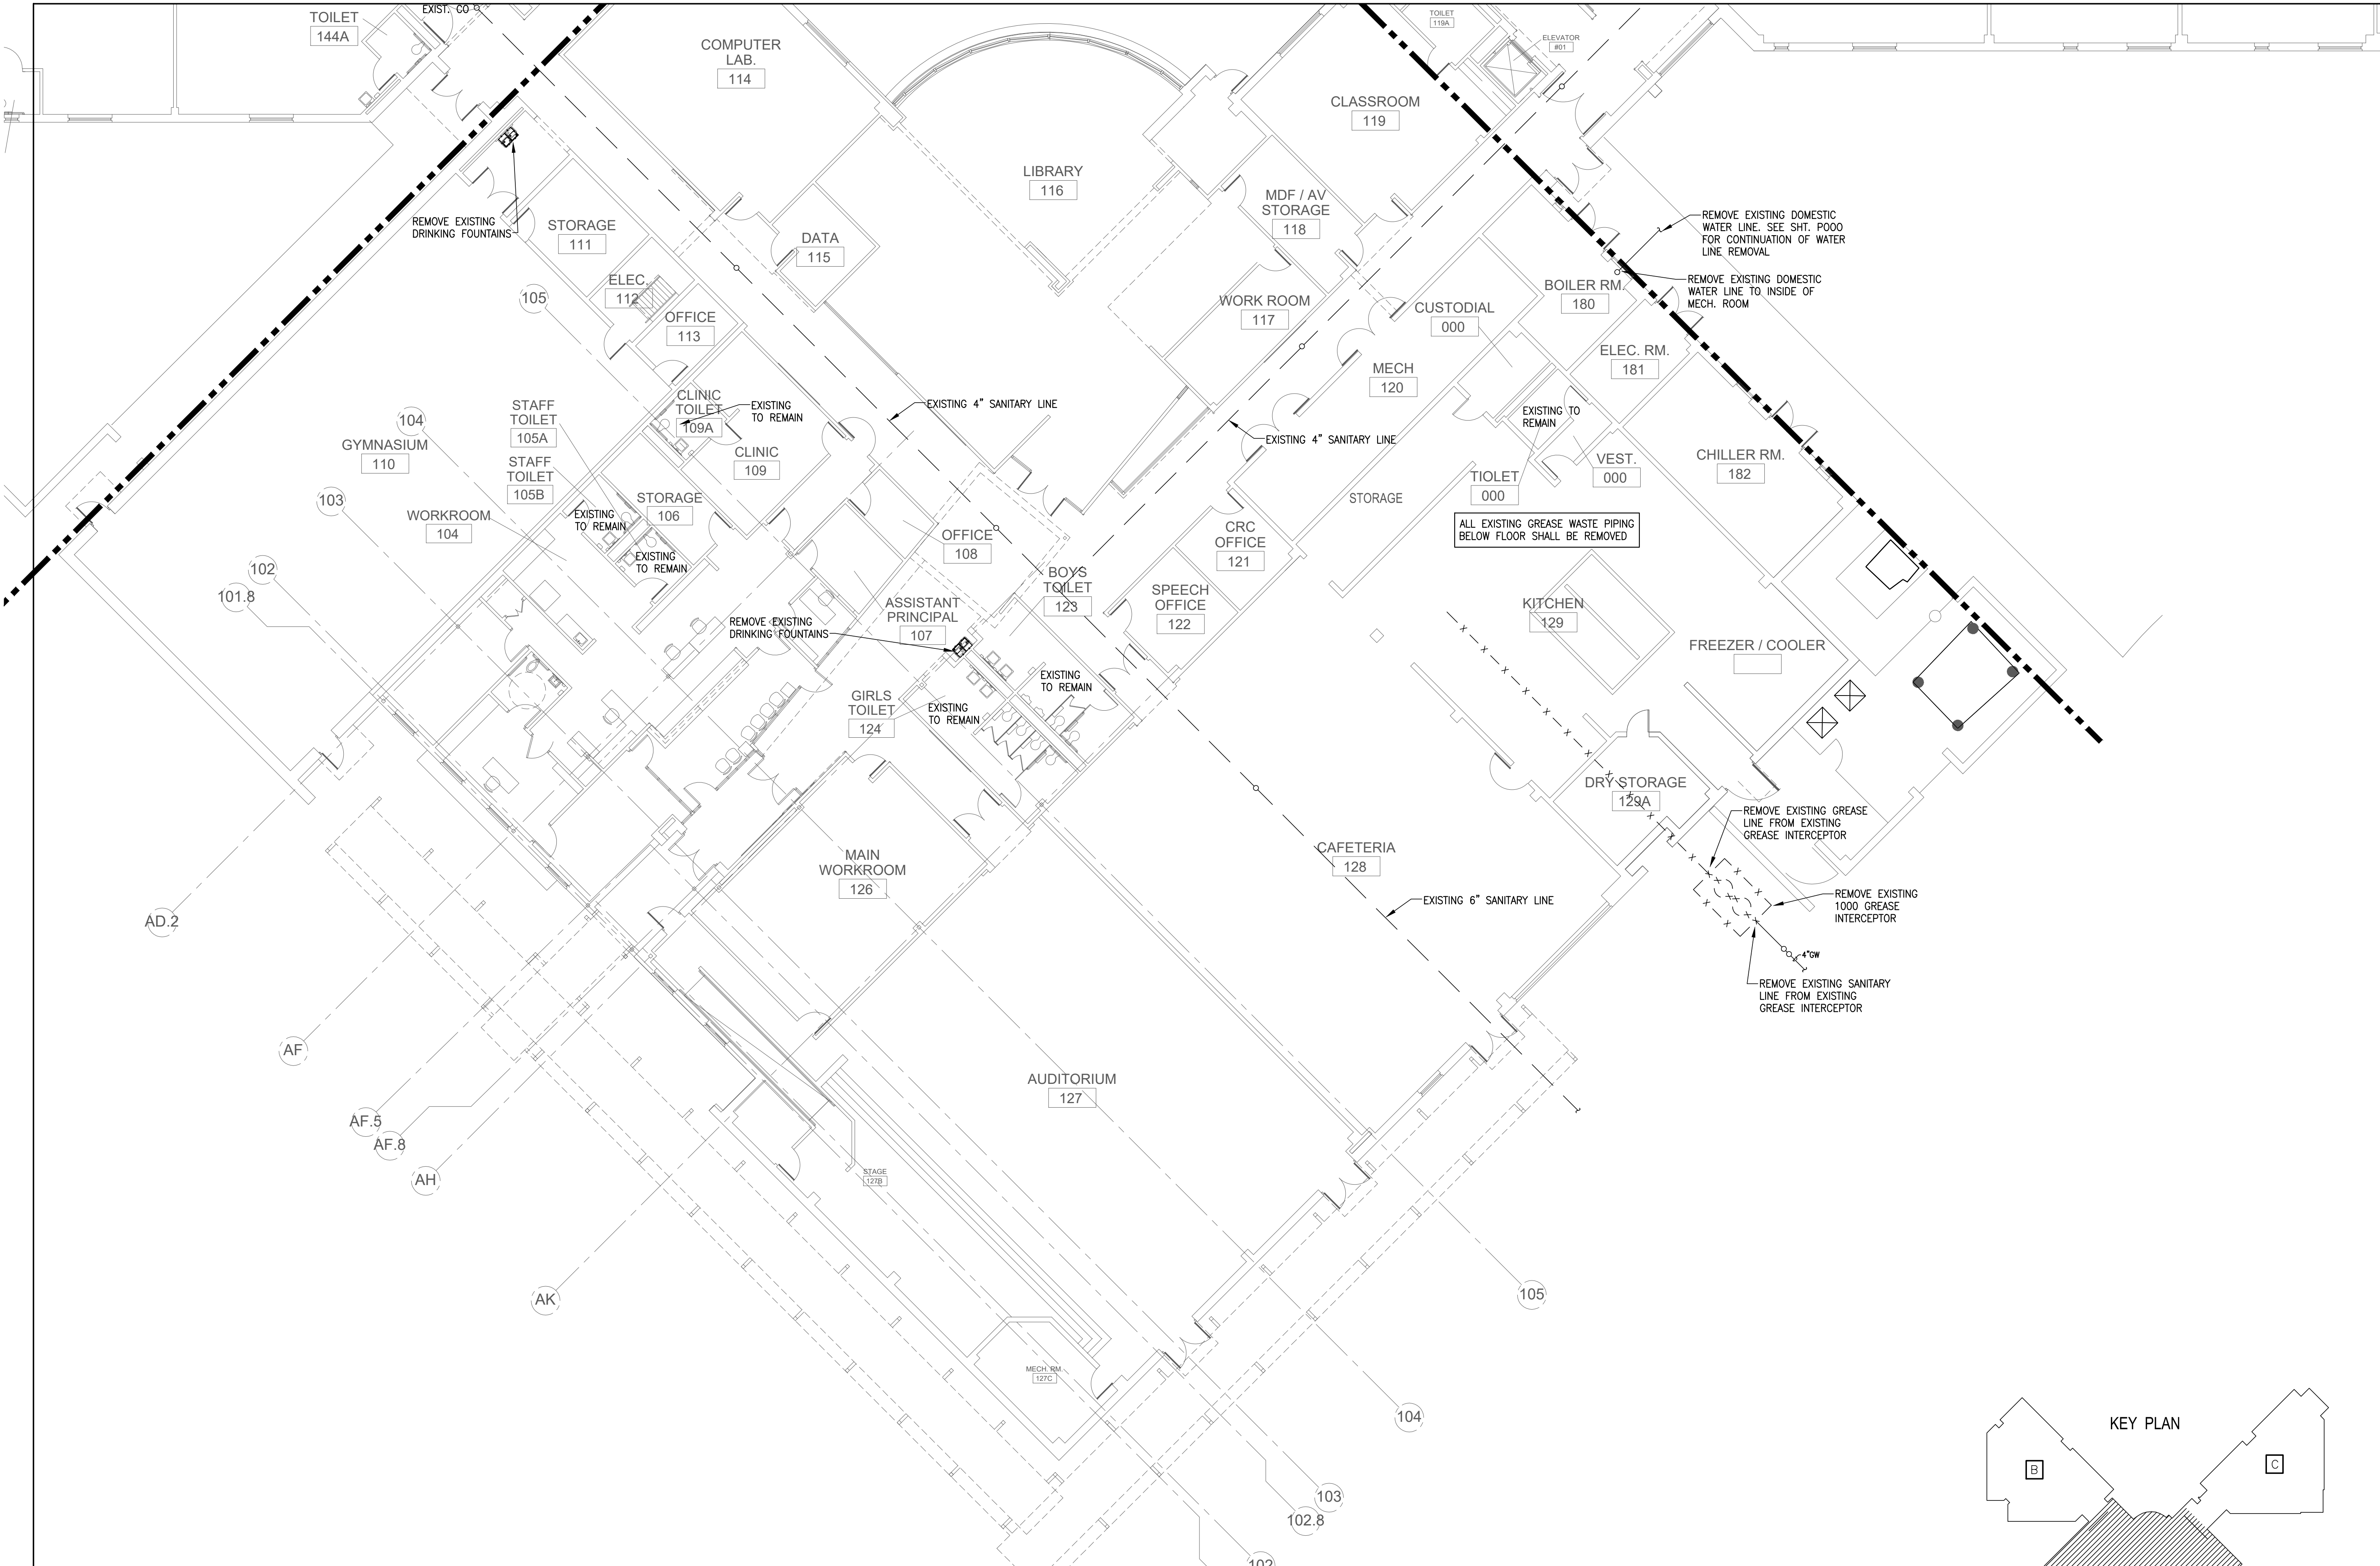 EXIST. CO
TOILET
144A
COMPUTER
LAB.
114
TOILET
119A
ELEVATOR
#01
CLASSROOM
119
LIBRARY
116
MDF / AV
STORAGE
118
REMOVE EXISTING
DRINKING FOUNTAINS
STORAGE
111
DATA
115
REMOVE EXISTING DOMESTIC
WATER LINE. SEE SHT. P000
FOR CONTINUATION OF WATER
LINE REMOVAL
REMOVE EXISTING DOMESTIC
WATER LINE TO INSIDE OF
MECH. ROOM
ELEC.
112
105
OFFICE
113
WORK ROOM
117
CUSTODIAL
000
BOILER RM.
180
ELEC. RM.
181
MECH
120
CLINIC
TOILET
109A
EXISTING
TO REMAIN
EXISTING 4" SANITARY LINE
EXISTING 4" SANITARY LINE
EXISTING TO
REMAIN
STAFF
TOILET
105A
104
GYMNASIUM
110
CLINIC
109
STAFF
TOILET
105B
VEST.
000
CHILLER RM.
182
TIOLET
000
STORAGE
103
WORKROOM
104
STORAGE
106
EXISTING
TO REMAIN
EXISTING
TO REMAIN
OFFICE
108
CRC
OFFICE
121
ALL EXISTING GREASE WASTE PIPING
BELOW FLOOR SHALL BE REMOVED
102
101.8
BOYS
TOILET
123
SPEECH
OFFICE
122
ASSISTANT
PRINCIPAL
107
REMOVE EXISTING
DRINKING FOUNTAINS
KITCHEN
129
FREEZER / COOLER
GIRLS
TOILET
124
EXISTING
TO REMAIN
EXISTING
TO REMAIN
DRY STORAGE
129A
REMOVE EXISTING GREASE
LINE FROM EXISTING
GREASE INTERCEPTOR
MAIN
WORKROOM
126
CAFETERIA
128
EXISTING 6" SANITARY LINE
REMOVE EXISTING
1000 GREASE
INTERCEPTOR
4"GW
REMOVE EXISTING SANITARY
LINE FROM EXISTING
GREASE INTERCEPTOR
AD.2
AF
AF.5
AF.8
AH
AK
AUDITORIUM
127
STAGE
127B
MECH. RM.
127C
105
104
103
102.8
102
KEY PLAN
B
C